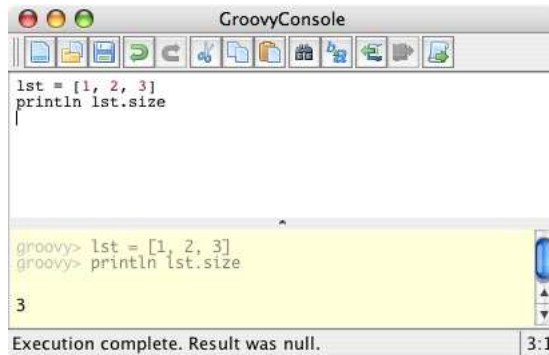 GroovyConsole
lst = [1, 2, 3]
println lst.size
groovy> lst = [1, 2, 3]
groovy> println lst.size
3
Execution complete. Result was null.
3:1